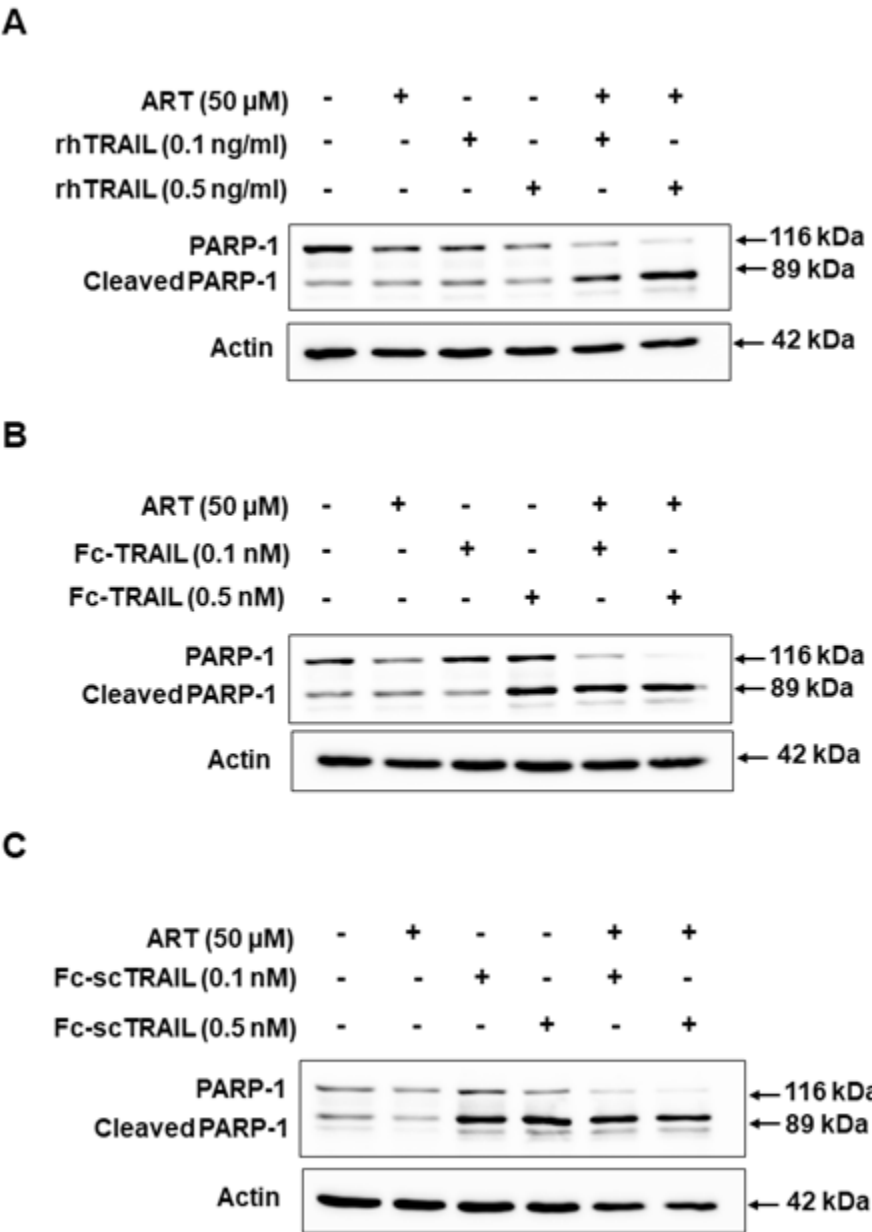 A
ART (50 µM) - + - - + +
rhTRAIL (0.1 ng/ml) - - + - + -
rhTRAIL (0.5 ng/ml) - - - + - +
PARP-1 116 kDa
Cleaved PARP-1 89 kDa
Actin 42 kDa
B
ART (50 µM) - + - - + +
Fc-TRAIL (0.1 nM) - - + - + -
Fc-TRAIL (0.5 nM) - - - + - +
PARP-1 116 kDa
Cleaved PARP-1 89 kDa
Actin 42 kDa
C
ART (50 µM) - + - - + +
Fc-scTRAIL (0.1 nM) - - + - + -
Fc-scTRAIL (0.5 nM) - - - + - +
PARP-1 116 kDa
Cleaved PARP-1 89 kDa
Actin 42 kDa